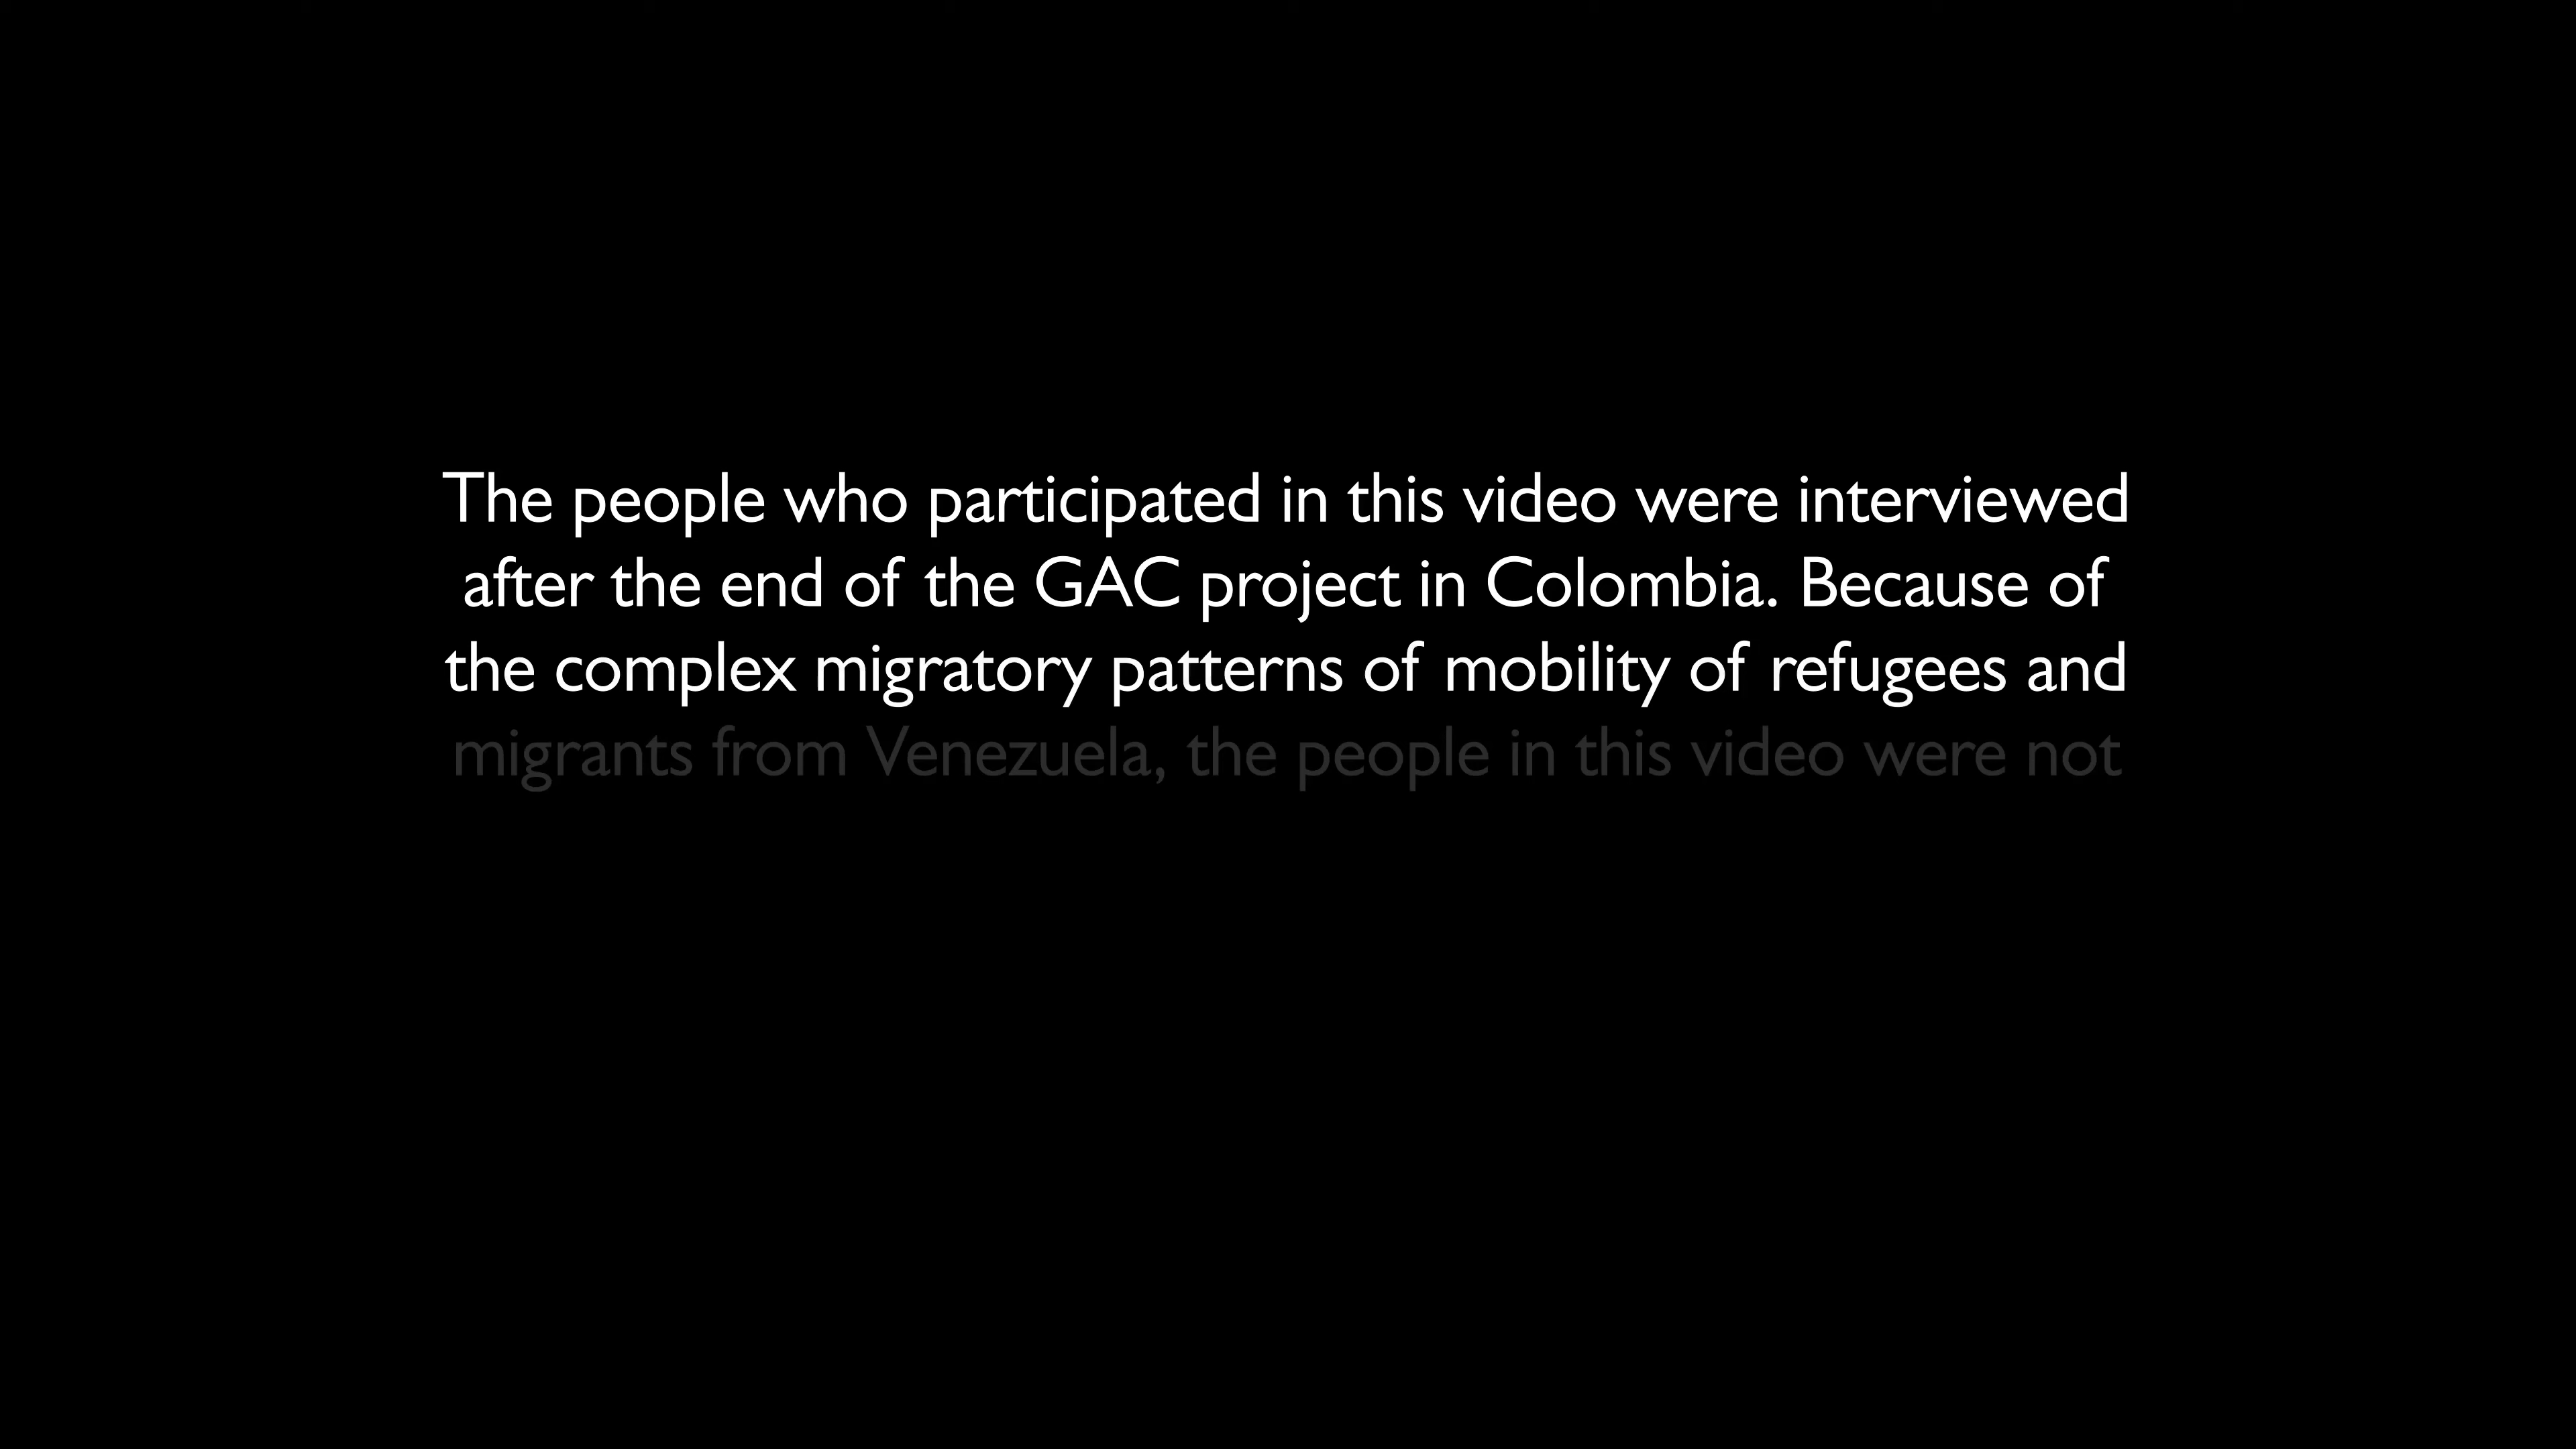 The people who participated in this video were interviewed
after the end of the GAC project in Colombia. Because of
the complex migratory patterns of mobility of refugees and
migrants from Venezuela, the people in this video were not